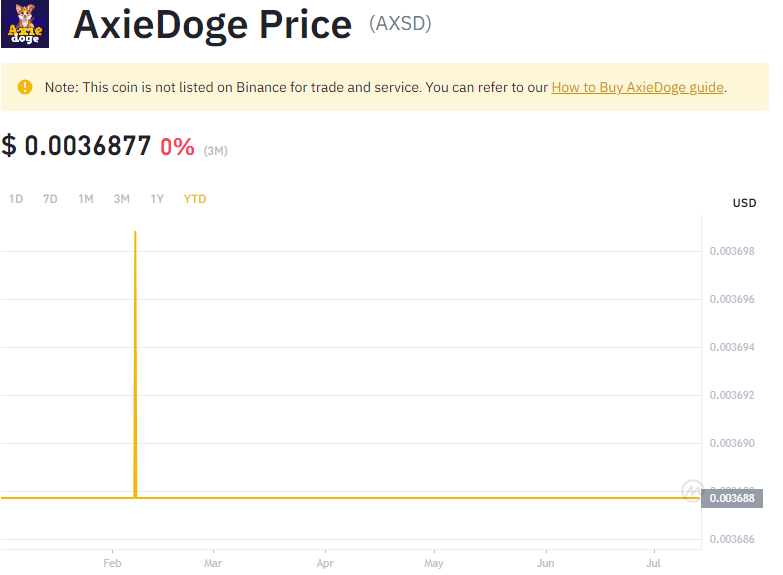 Axie
doge
AxieDoge Price (AXSD)
Note: This coin is not listed on Binance for trade and service. You can refer to our How to Buy AxieDoge guide.
$ 0.0036877 0% (3M)
1D 7D 1M 3M 1Y YTD
USD
0.003698
0.003696
0.003694
0.003692
0.003690
0.003688
0.003686
Feb Mar Apr May Jun Jul